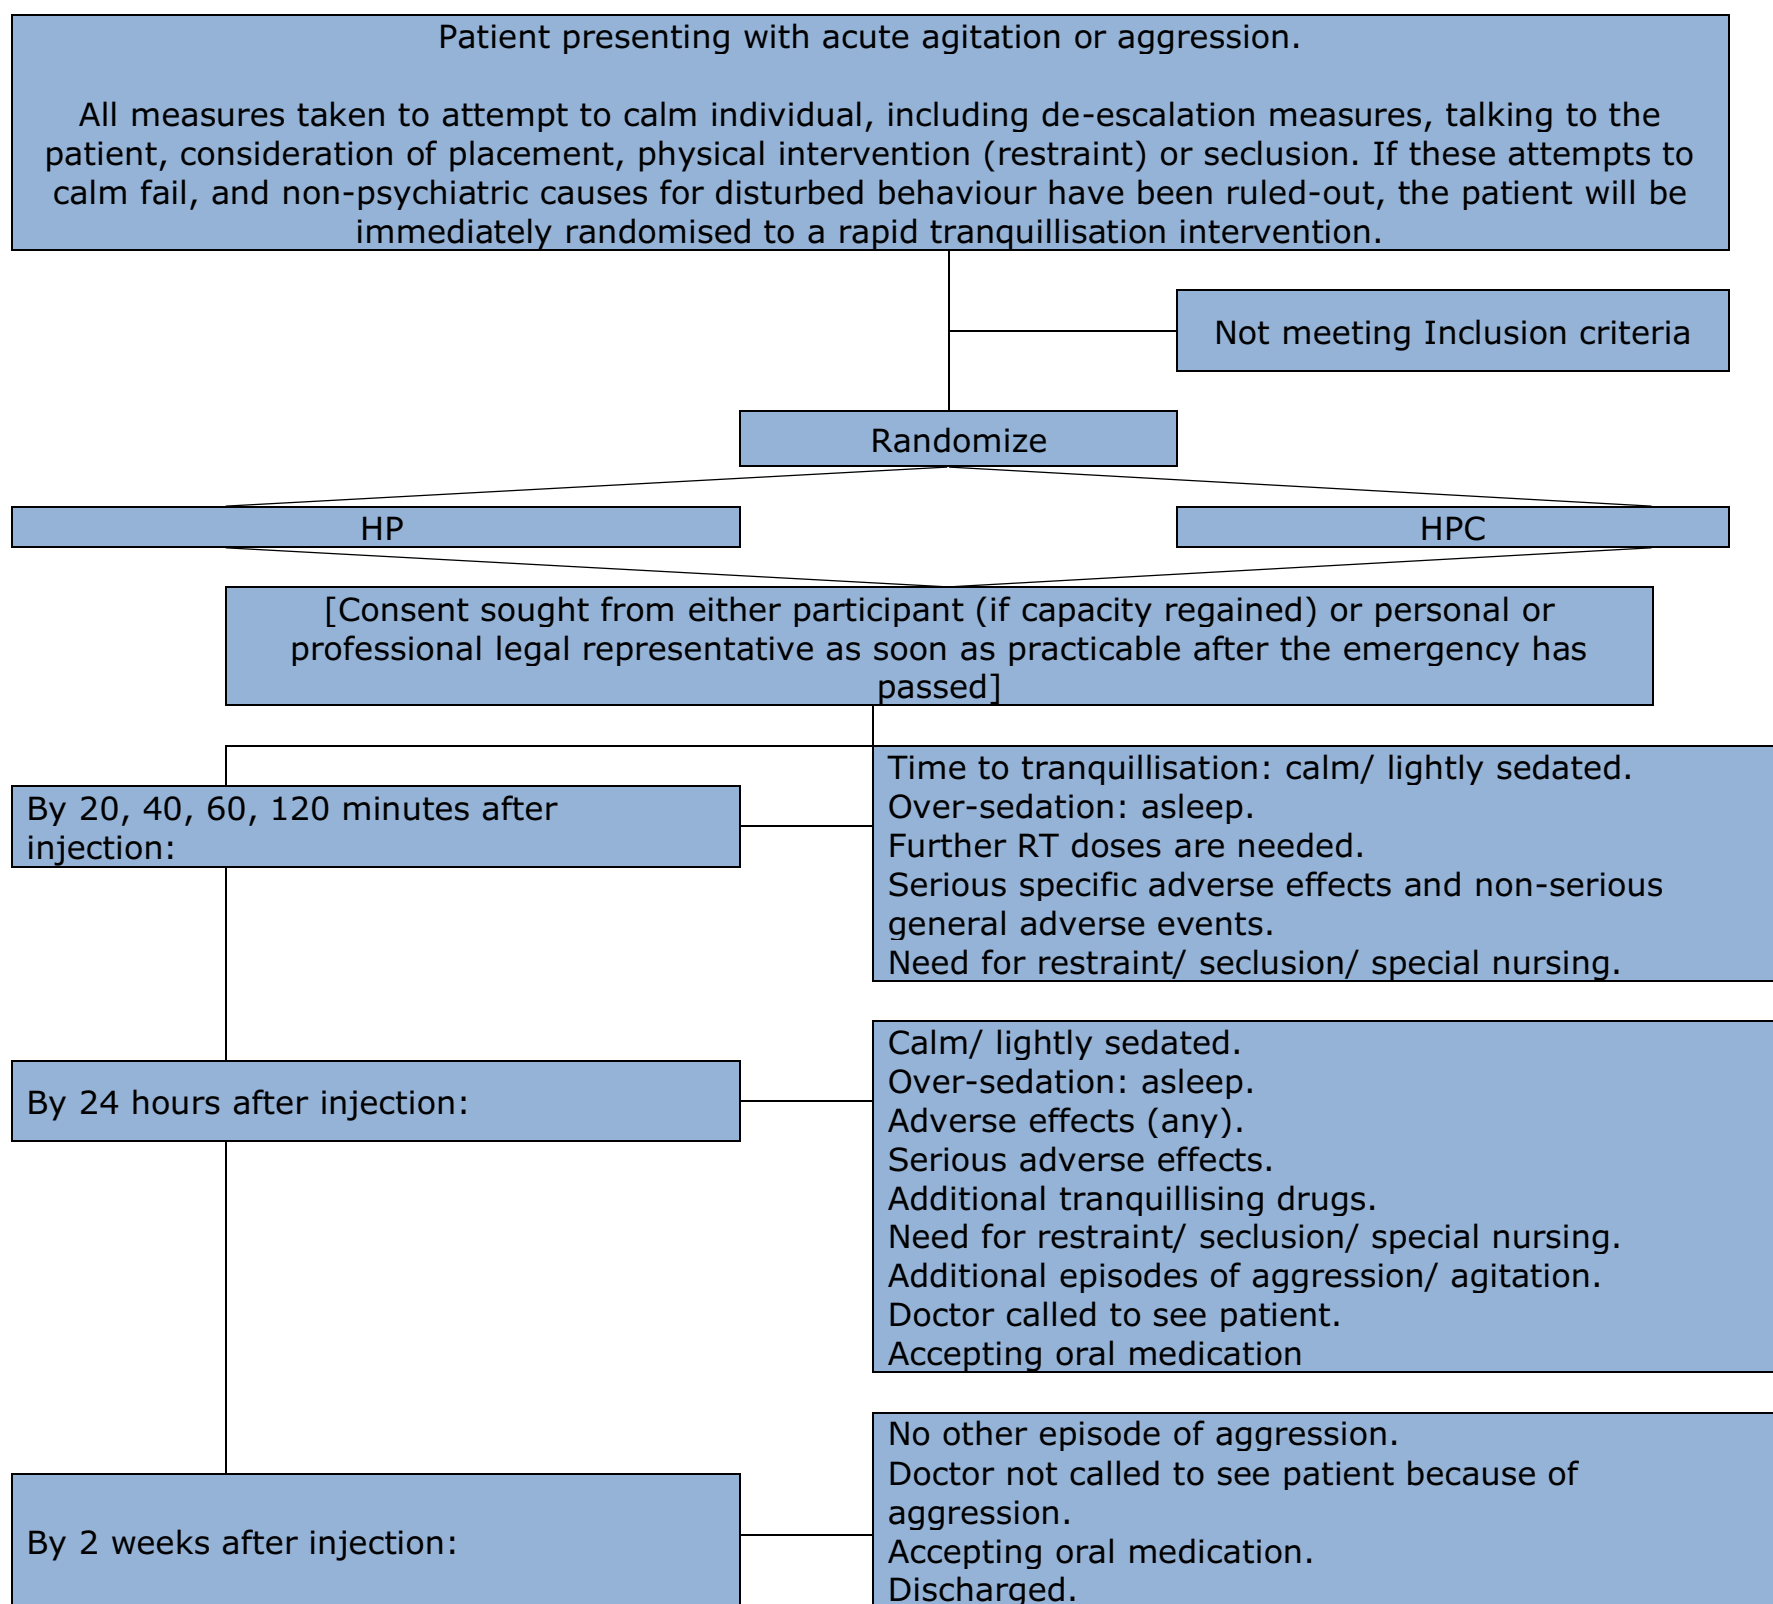 Patient presenting with acute agitation or aggression.
All measures taken to attempt to calm individual, including de-escalation measures, talking to the
patient, consideration of placement, physical intervention (restraint) or seclusion. If these attempts to
calm fail, and non-psychiatric causes for disturbed behaviour have been ruled-out, the patient will be
immediately randomised to a rapid tranquillisation intervention.
Not meeting Inclusion criteria
Randomize
HP
HPC
[Consent sought from either participant (if capacity regained) or personal or
professional legal representative as soon as practicable after the emergency has
passed]
By 20, 40, 60, 120 minutes after
injection:
Time to tranquillisation: calm/ lightly sedated.
Over-sedation: asleep.
Further RT doses are needed.
Serious specific adverse effects and non-serious
general adverse events.
Need for restraint/ seclusion/ special nursing.
By 24 hours after injection:
Calm/ lightly sedated.
Over-sedation: asleep.
Adverse effects (any).
Serious adverse effects.
Additional tranquillising drugs.
Need for restraint/ seclusion/ special nursing.
Additional episodes of aggression/ agitation.
Doctor called to see patient.
Accepting oral medication
By 2 weeks after injection:
No other episode of aggression.
Doctor not called to see patient because of
aggression.
Accepting oral medication.
Discharged.